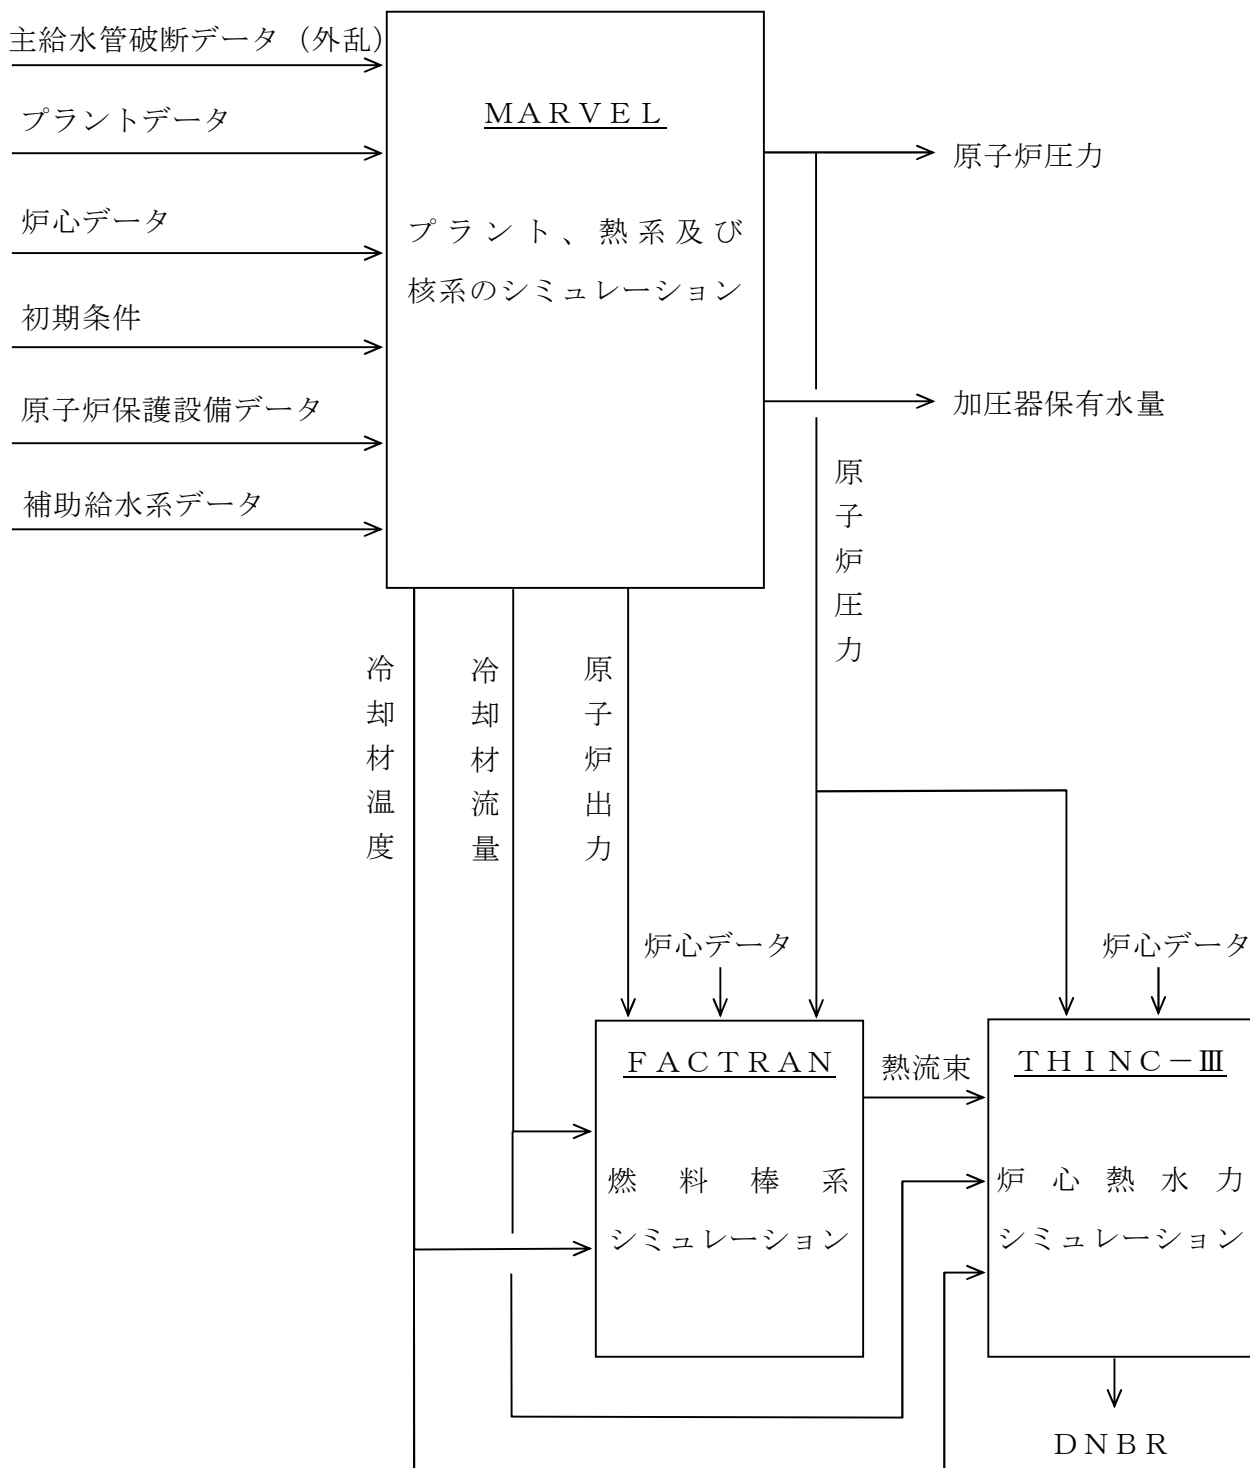 主給水管破断データ（外乱）
プラントデータ
炉心データ
初期条件
原子炉保護設備データ
補助給水系データ
ＭＡＲＶＥＬ
プラント、熱系及び
核系のシミュレーション
原子炉圧力
加圧器保有水量
原子炉圧力
冷却材温度
冷却材流量
原子炉出力
炉心データ
炉心データ
ＦＡＣＴＲＡＮ
燃料棒系
シミュレーション
熱流束
ＴＨＩＮＣ－Ⅲ
炉心熱水力
シミュレーション
ＤＮＢＲ